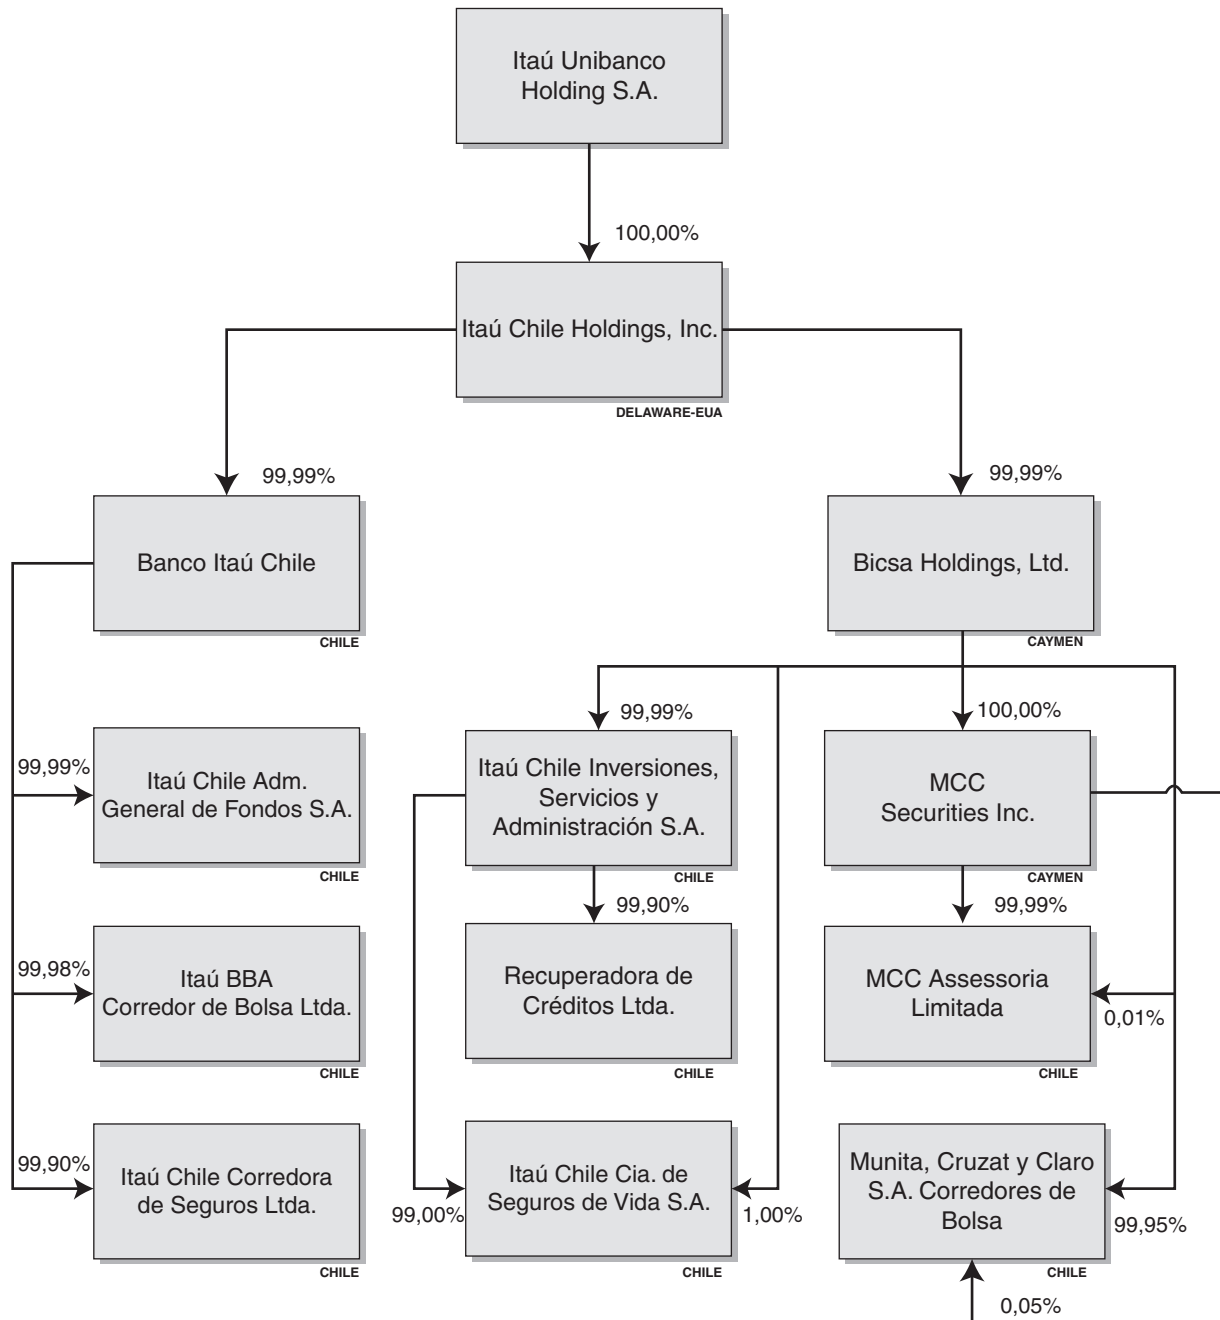 Itaú Unibanco
Holding S.A.
100,00%
Itaú Chile Holdings, Inc.
DELAWARE-EUA
99,99%
99,99%
Banco Itaú Chile
CHILE
Bicsa Holdings, Ltd.
CAYMEN
99,99%
Itaú Chile Adm.
General de Fondos S.A.
CHILE
99,99%
Itaú Chile Inversiones,
Servicios y
Administración S.A.
CHILE
100,00%
MCC
Securities Inc.
CAYMEN
99,98%
Itaú BBA
Corredor de Bolsa Ltda.
CHILE
99,90%
Recuperadora de
Créditos Ltda.
CHILE
99,99%
MCC Assessoria
Limitada
0,01%
CHILE
99,90%
Itaú Chile Corredora
de Seguros Ltda.
CHILE
99,00%
Itaú Chile Cia. de
Seguros de Vida S.A.
1,00%
CHILE
Munita, Cruzat y Claro
S.A. Corredores de
Bolsa
99,95%
CHILE
0,05%